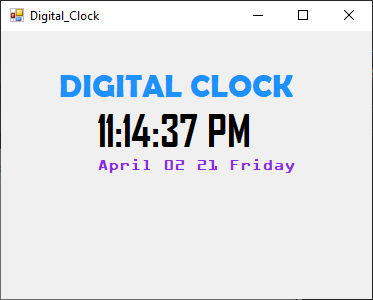 Digital_Clock
DIGITAL CLOCK
11:14:37 PM
April 02 21 Friday